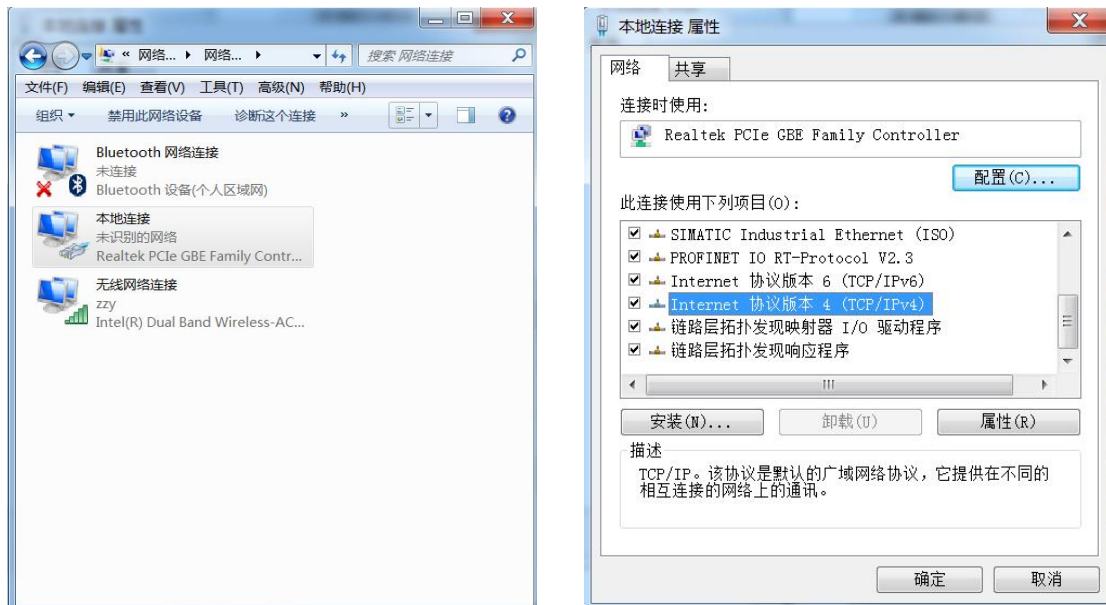 网络... 网络...
搜索 网络连接
文件(F) 编辑(E) 查看(V) 工具(T) 高级(N) 帮助(H)
组织 禁用此网络设备 诊断这个连接 »
Bluetooth 网络连接
未连接
Bluetooth 设备(个人区域网)
本地连接
未识别的网络
Realtek PCIe GBE Family Contr...
无线网络连接
zzy
Intel(R) Dual Band Wireless-AC...
本地连接 属性
网络 共享
连接时使用:
Realtek PCIe GBE Family Controller
配置(C)...
此连接使用下列项目(O):
SIMATIC Industrial Ethernet (ISO)
PROFINET IO RT-Protocol V2.3
Internet 协议版本 6 (TCP/IPv6)
Internet 协议版本 4 (TCP/IPv4)
链路层拓扑发现映射器 I/O 驱动程序
链路层拓扑发现响应程序
安装(N)... 卸载(U) 属性(R)
描述
TCP/IP。该协议是默认的广域网络协议，它提供在不同的
相互连接的网络上的通讯。
确定 取消